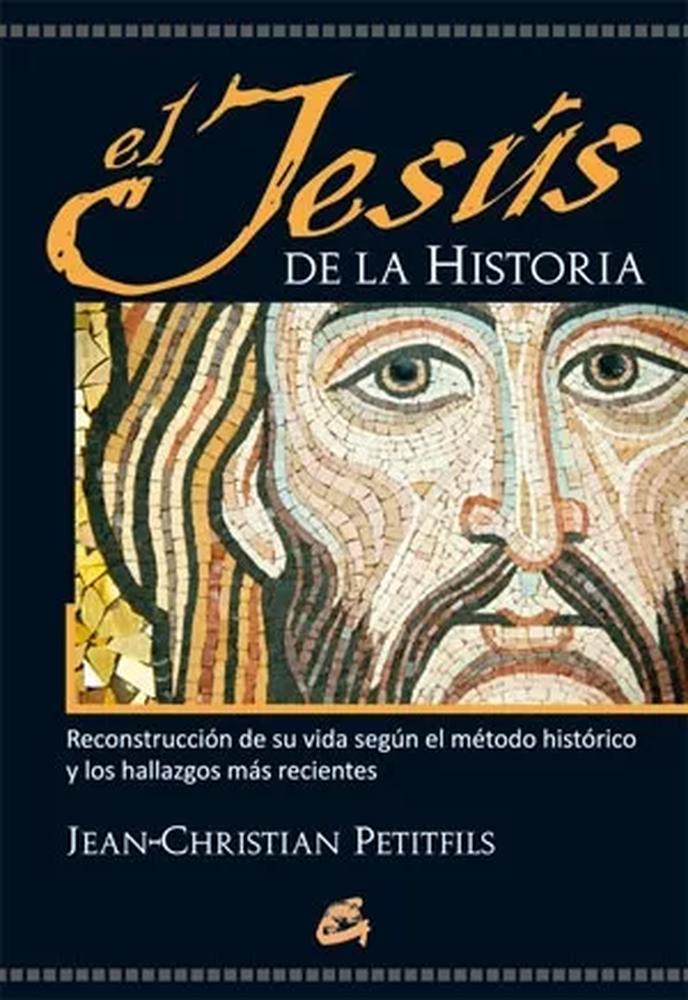 el Jesús
DE LA HISTORIA
Reconstrucción de su vida según el método histórico
y los hallazgos más recientes
JEAN-CHRISTIAN PETITFILS